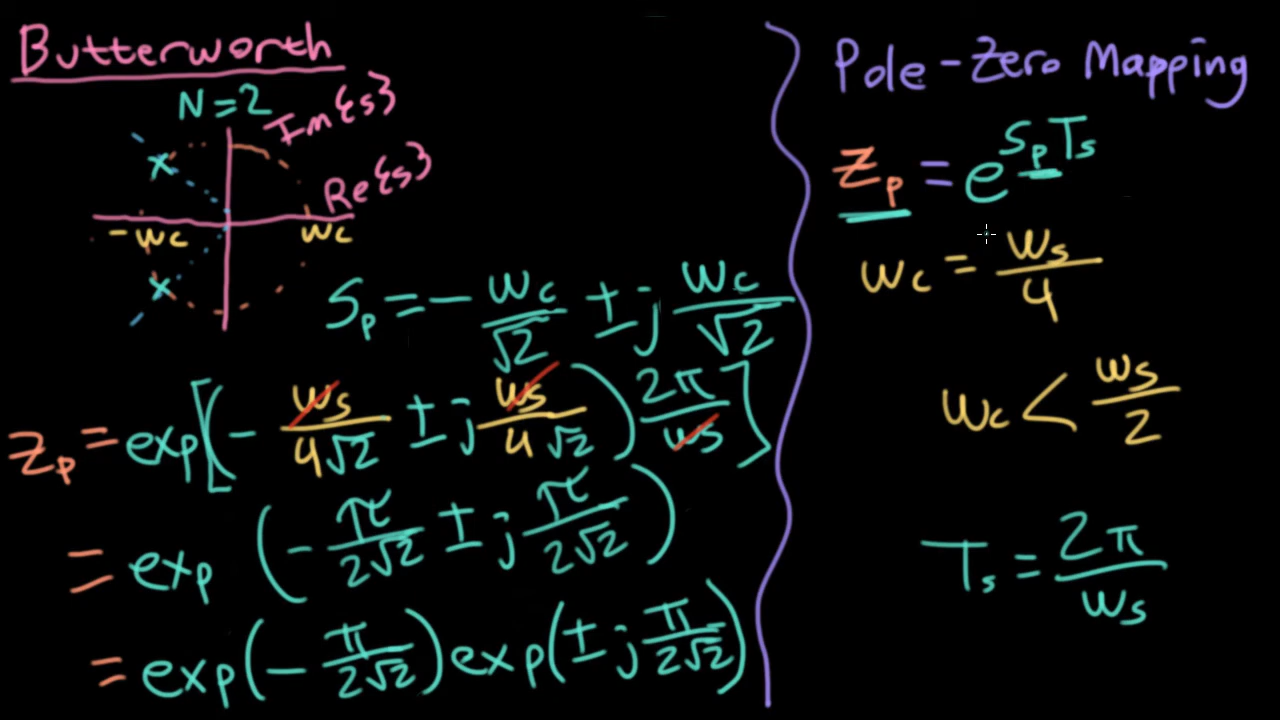 Butterworth
N=2
Im{s}
Re{s}
-wc
wc
Sp = - wc/√2 ± j wc/√2
Zp = exp[(- ws/4√2 ± j ws/4√2) 2π/ws]
= exp (- π/2√2 ± j π/2√2)
= exp(- π/2√2) exp(± j π/2√2)
Pole-Zero Mapping
Zp = e^SpTs
wc = ws/4
wc < ws/2
Ts = 2π/ws